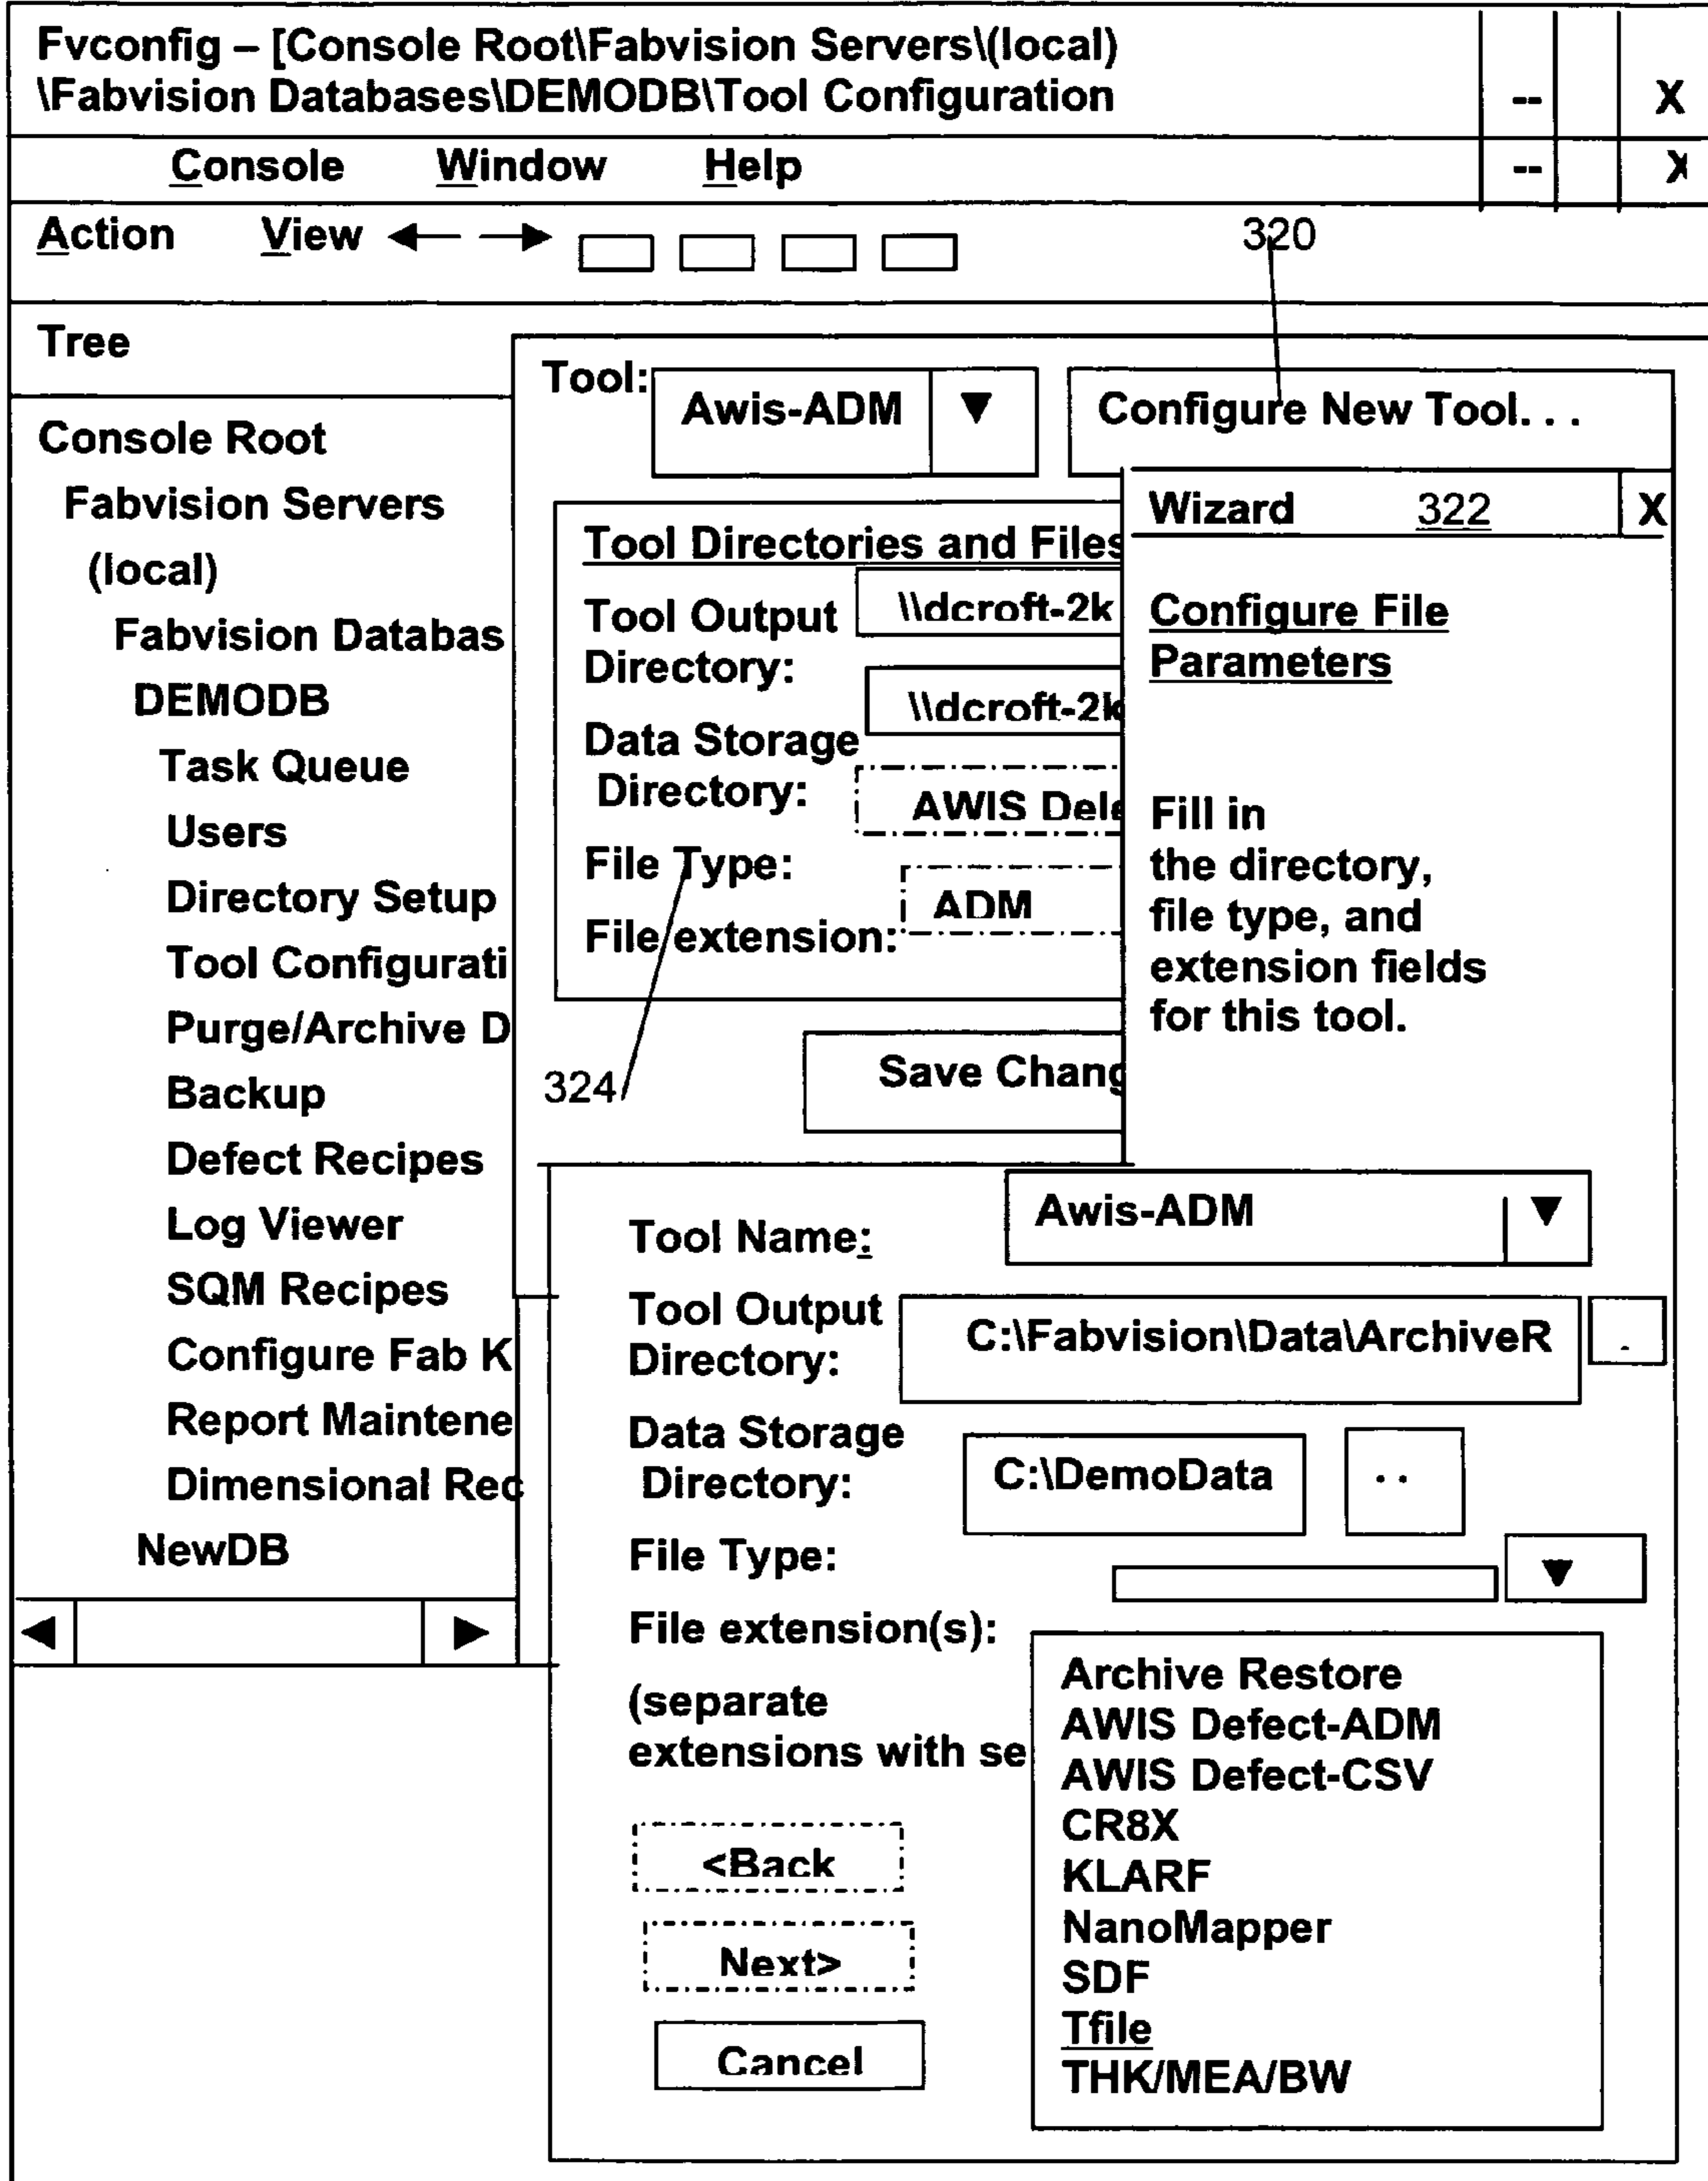 Fvconfig – [Console Root\Fabvision Servers\(local)
\Fabvision Databases\DEMODB\Tool Configuration
-- X
Console Window Help
-- X
Action View
320
Tree
Console Root
Fabvision Servers
(local)
Fabvision Databas
DEMODB
Task Queue
Users
Directory Setup
Tool Configurati
Purge/Archive D
Backup
Defect Recipes
Log Viewer
SQM Recipes
Configure Fab K
Report Maintene
Dimensional Rec
NewDB
Tool:
Awis-ADM
Configure New Tool. . .
Tool Directories and Files
Tool Output
Directory:
\\dcroft-2k
Data Storage
Directory:
\\dcroft-2k
File Type:
AWIS Dele
File extension:
ADM
324
Save Chang
Wizard 322 X
Configure File
Parameters
Fill in
the directory,
file type, and
extension fields
for this tool.
Tool Name:
Awis-ADM
Tool Output
Directory:
C:\Fabvision\Data\ArchiveR
.
Data Storage
Directory:
C:\DemoData
. .
File Type:
File extension(s):
(separate
extensions with se
Archive Restore
AWIS Defect-ADM
AWIS Defect-CSV
CR8X
KLARF
NanoMapper
SDF
Tfile
THK/MEA/BW
<Back
Next>
Cancel